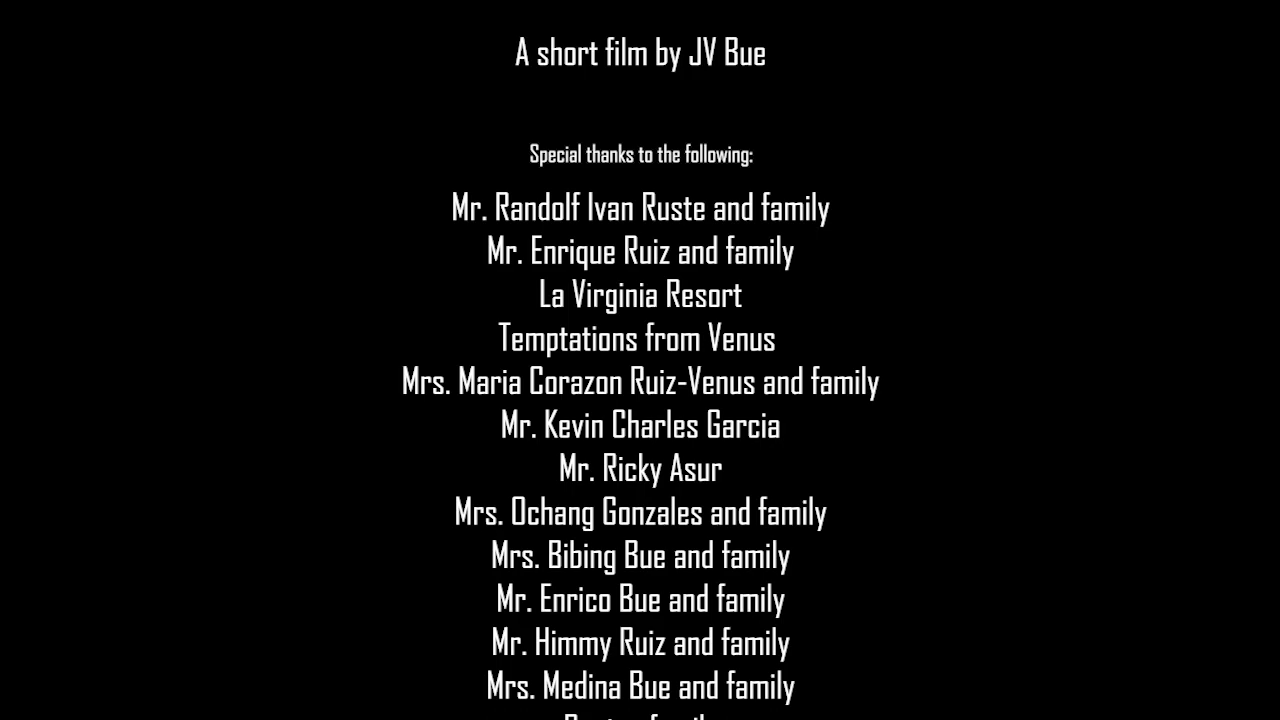 A short film by JV Bue
Special thanks to the following:
Mr. Randolf Ivan Ruste and family
Mr. Enrique Ruiz and family
La Virginia Resort
Temptations from Venus
Mrs. Maria Corazon Ruiz-Venus and family
Mr. Kevin Charles Garcia
Mr. Ricky Asur
Mrs. Ochang Gonzales and family
Mrs. Bibing Bue and family
Mr. Enrico Bue and family
Mr. Himmy Ruiz and family
Mrs. Medina Bue and family